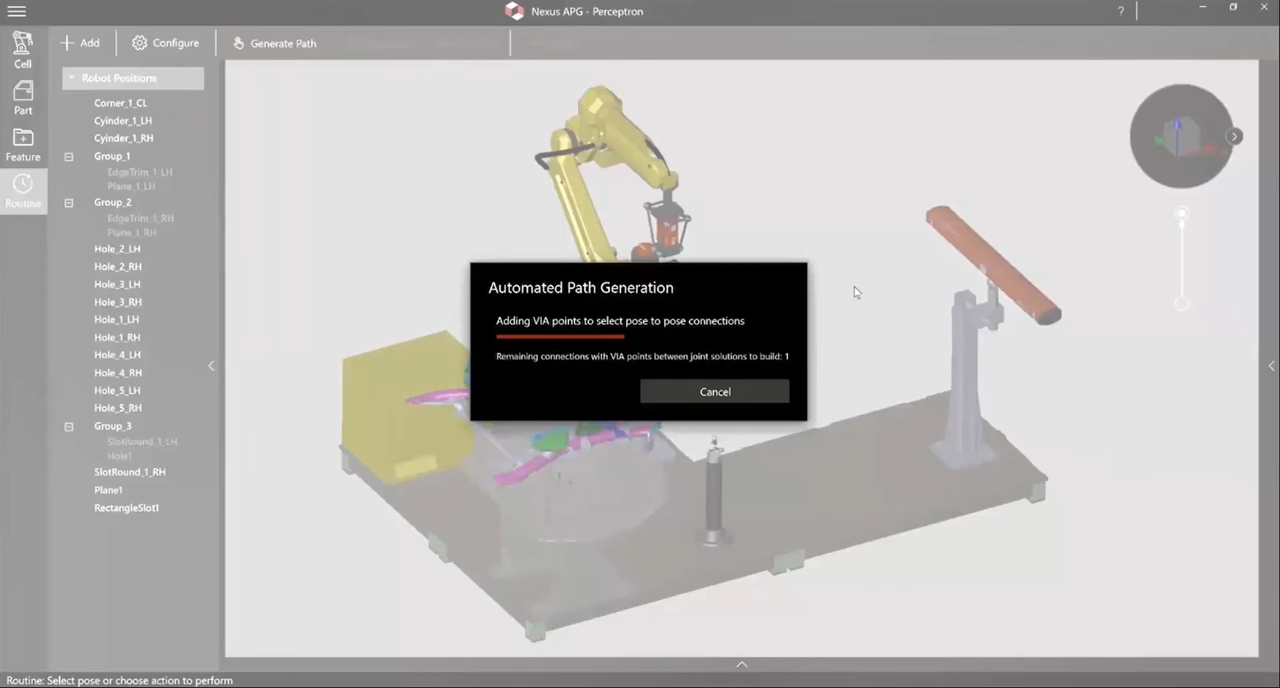 Nexus APG - Perceptron
?
Add
Configure
Generate Path
Cell
Part
Feature
Routine
Robot Positions
Corner_1_CL
Cyinder_1_LH
Cyinder_1_RH
Group_1
EdgeTrim_1_LH
Plane_1_LH
Group_2
EdgeTrim_1_RH
Plane_1_RH
Hole_2_LH
Hole_2_RH
Hole_3_LH
Hole_3_RH
Hole_1_LH
Hole_1_RH
Hole_4_LH
Hole_4_RH
Hole_5_LH
Hole_5_RH
Group_3
SlotRound_1_LH
Hole1
SlotRound_1_RH
Plane1
RectangleSlot1
Automated Path Generation
Adding VIA points to select pose to pose connections
Remaining connections with VIA points between joint solutions to build: 1
Cancel
Routine: Select pose or choose action to perform